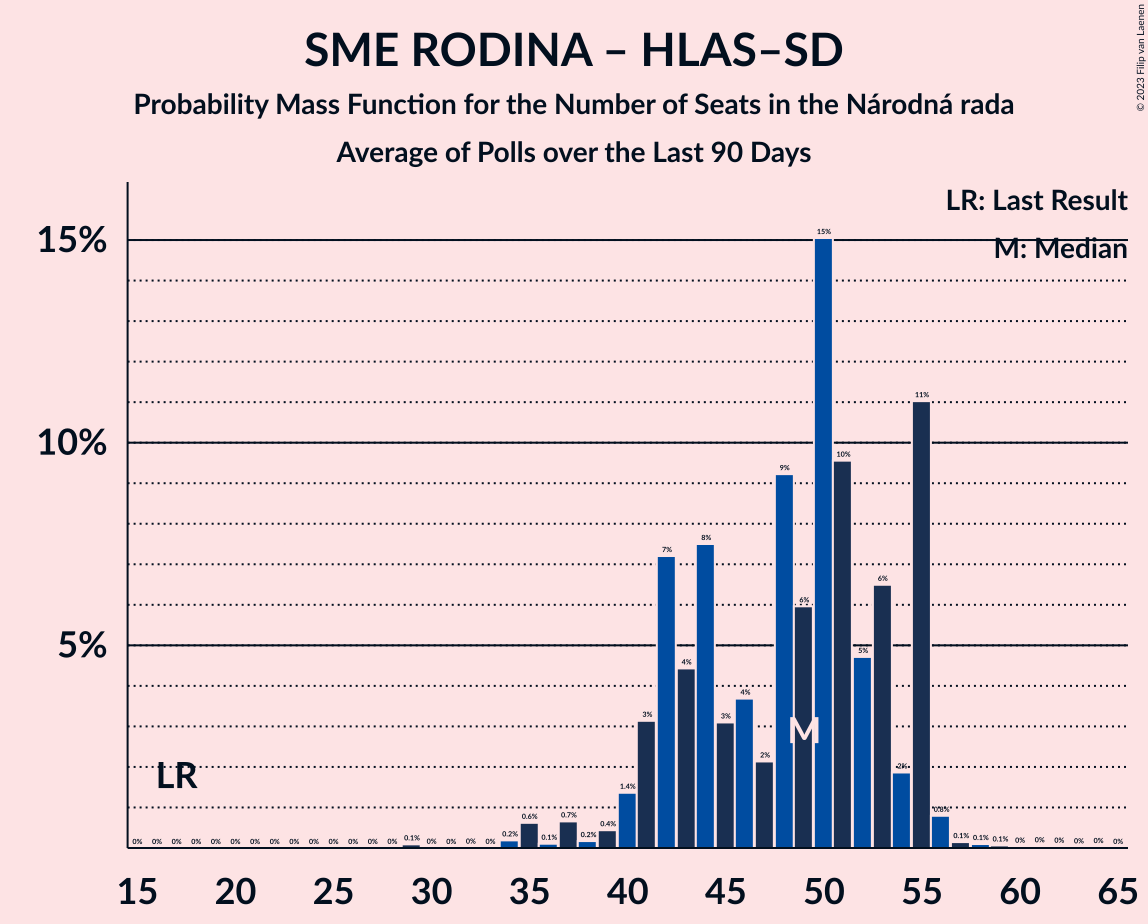 SME RODINA – HLAS–SD
Probability Mass Function for the Number of Seats in the Národná rada
Average of Polls over the Last 90 Days
© 2023 Filip van Laenen
LR: Last Result
M: Median
15%
10%
5%
0% 0% 0% 0% 0% 0% 0% 0% 0% 0% 0% 0% 0% 0% 0.1% 0% 0% 0% 0% 0.2% 0.6% 0.1% 0.7% 0.2% 0.4% 1.4% 3% 7% 4% 8% 3% 4% 2% 9% 6% 15% 10% 5% 6% 2% 11% 0.8% 0.1% 0.1% 0.1% 0% 0% 0% 0% 0% 0%
LR
M
15 20 25 30 35 40 45 50 55 60 65